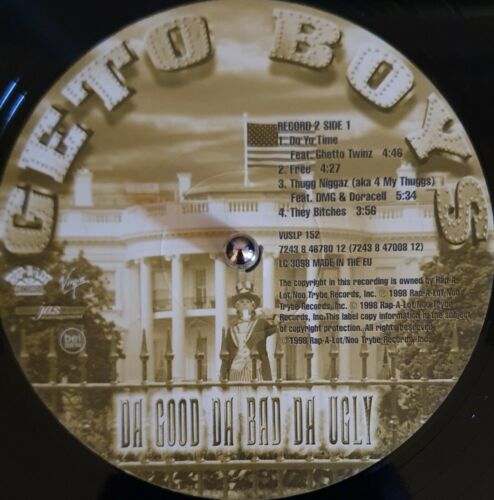 GETO BOYS
RECORD 2 SIDE 1
1. Do Yo Time
Feat. Ghetto Twinz 4:46
2. Free 4:27
3. Thugg Niggaz (aka 4 My Thuggs)
Feat. DMG & Doracell 5:34
4. They Bitches 3:56
VUSLP 152
7243 8 46780 12 (7243 8 47008 12)
LC 3098 MADE IN THE EU
The copyright in this recording is owned by Rap-A-
Lot/Noo Trybe Records, Inc. ℗ 1998 Rap-A-Lot/Noo
Trybe Records, Inc. © 1998 Rap-A-Lot/Noo Trybe
Records, Inc. This label copy information is the subject
of copyright protection. All rights reserved.
© 1998 Rap-A-Lot/Noo Trybe Records, Inc.
Virgin
bel
DA GOOD DA BAD DA UGLY